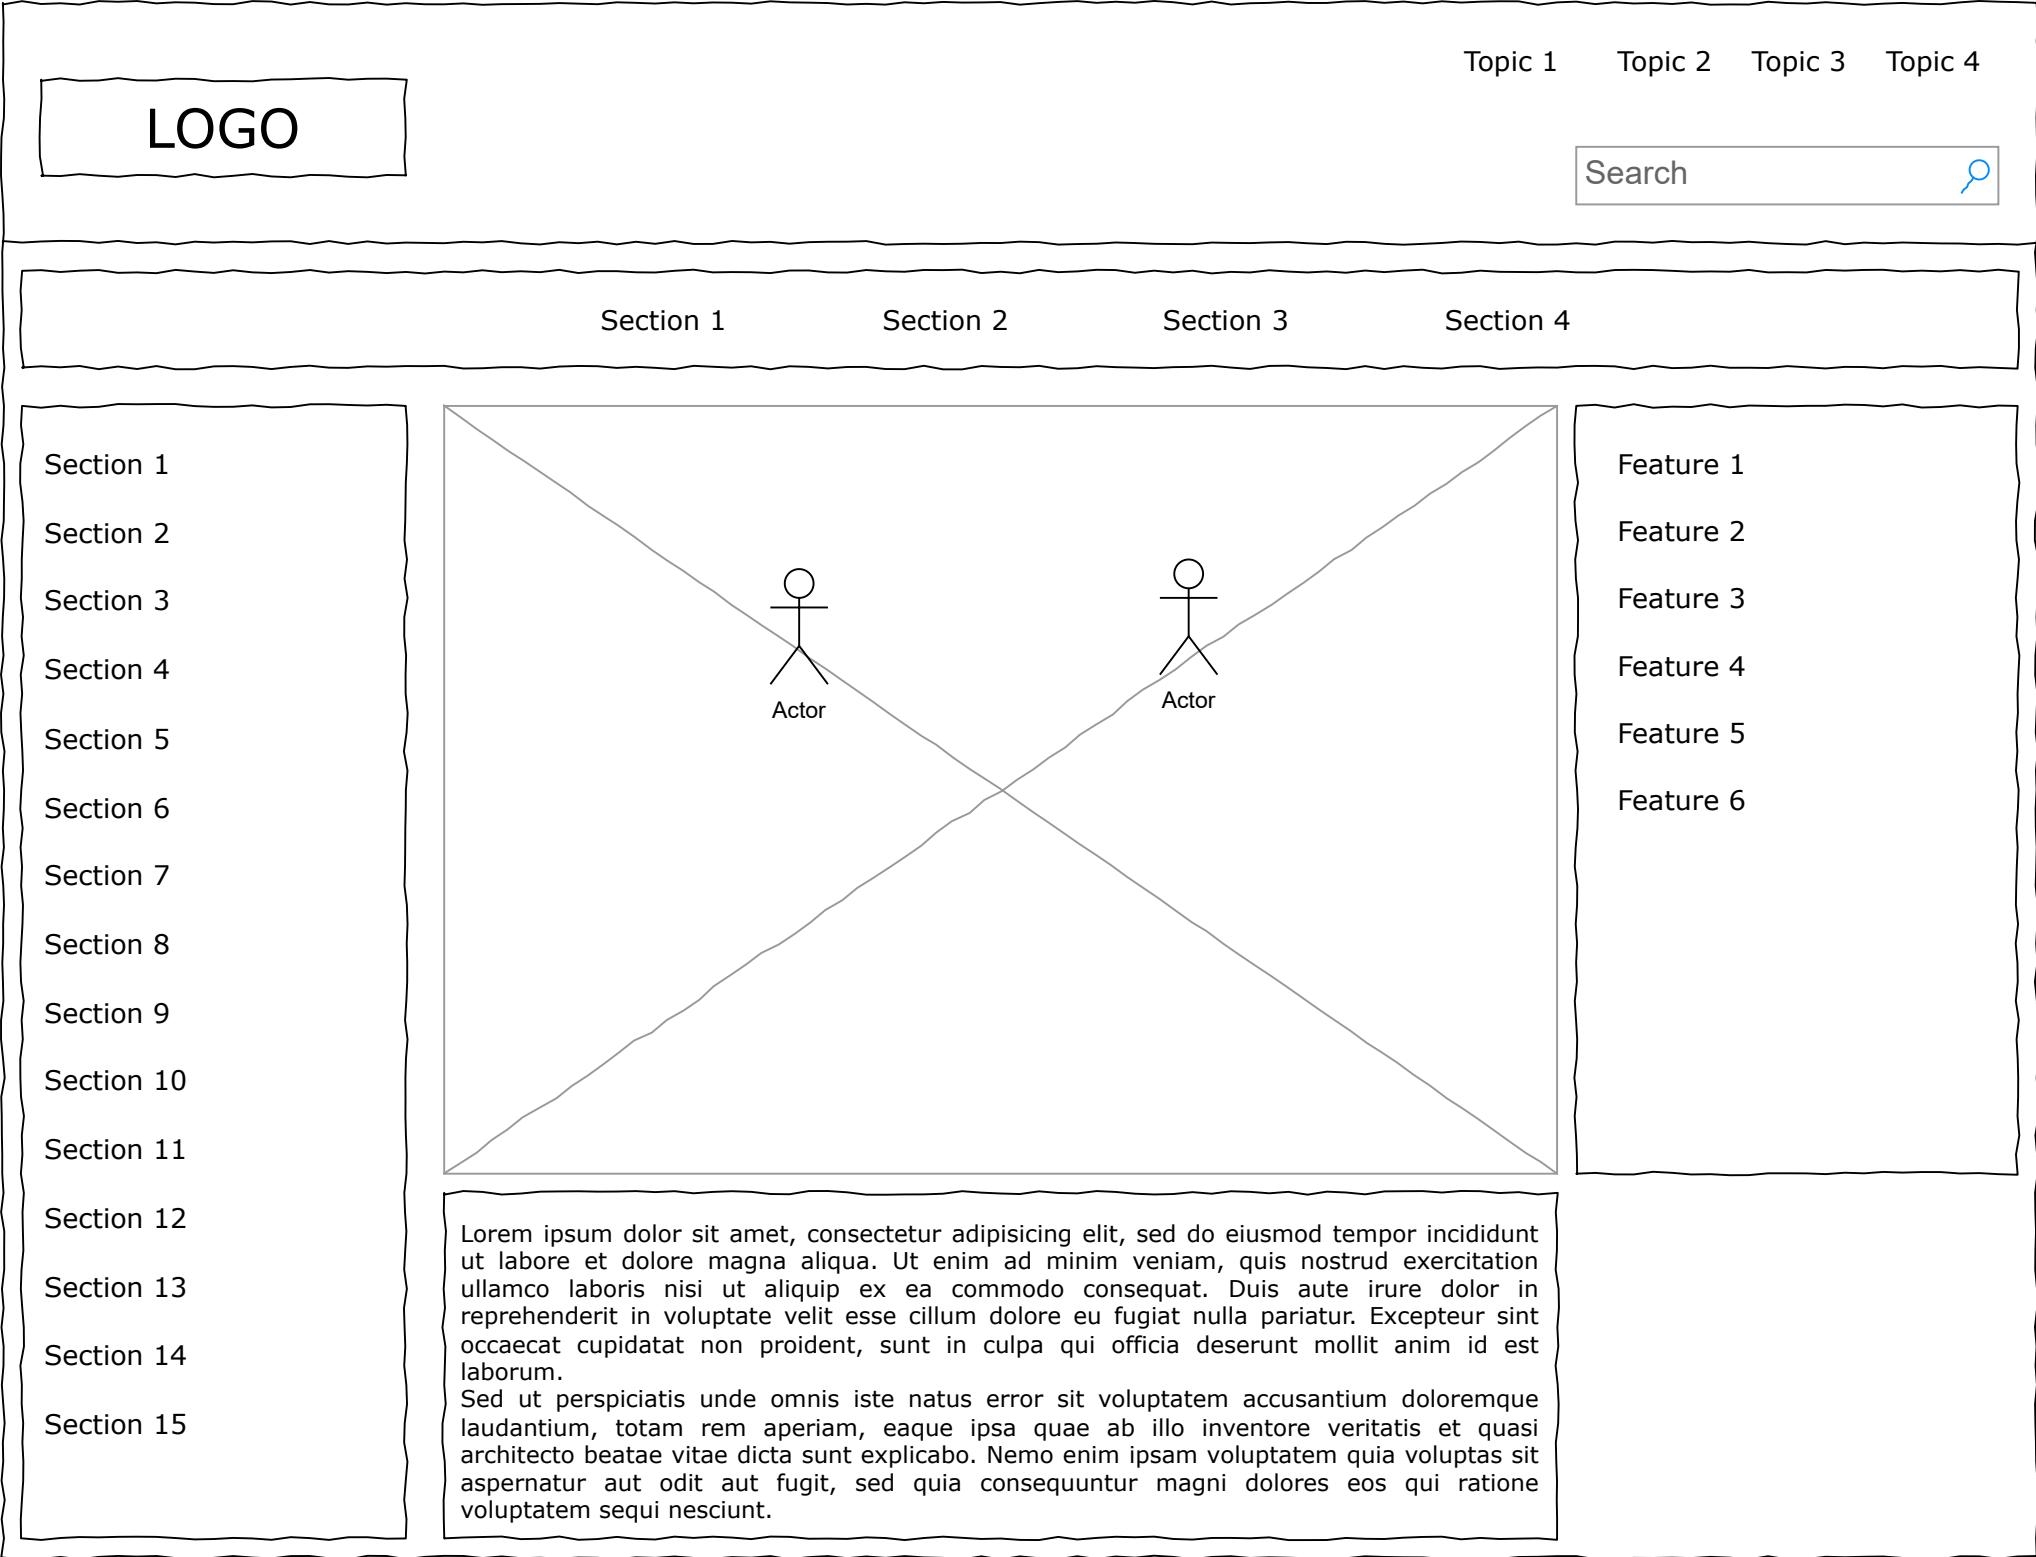 Topic 1 Topic 2 Topic 3 Topic 4
LOGO
Search
Section 1 Section 2 Section 3 Section 4
Section 1
Section 2
Section 3
Section 4
Section 5
Section 6
Section 7
Section 8
Section 9
Section 10
Section 11
Section 12
Section 13
Section 14
Section 15
Actor
Actor
Feature 1
Feature 2
Feature 3
Feature 4
Feature 5
Feature 6
Lorem ipsum dolor sit amet, consectetur adipisicing elit, sed do eiusmod tempor incididunt
ut labore et dolore magna aliqua. Ut enim ad minim veniam, quis nostrud exercitation
ullamco laboris nisi ut aliquip ex ea commodo consequat. Duis aute irure dolor in
reprehenderit in voluptate velit esse cillum dolore eu fugiat nulla pariatur. Excepteur sint
occaecat cupidatat non proident, sunt in culpa qui officia deserunt mollit anim id est
laborum.
Sed ut perspiciatis unde omnis iste natus error sit voluptatem accusantium doloremque
laudantium, totam rem aperiam, eaque ipsa quae ab illo inventore veritatis et quasi
architecto beatae vitae dicta sunt explicabo. Nemo enim ipsam voluptatem quia voluptas sit
aspernatur aut odit aut fugit, sed quia consequuntur magni dolores eos qui ratione
voluptatem sequi nesciunt.